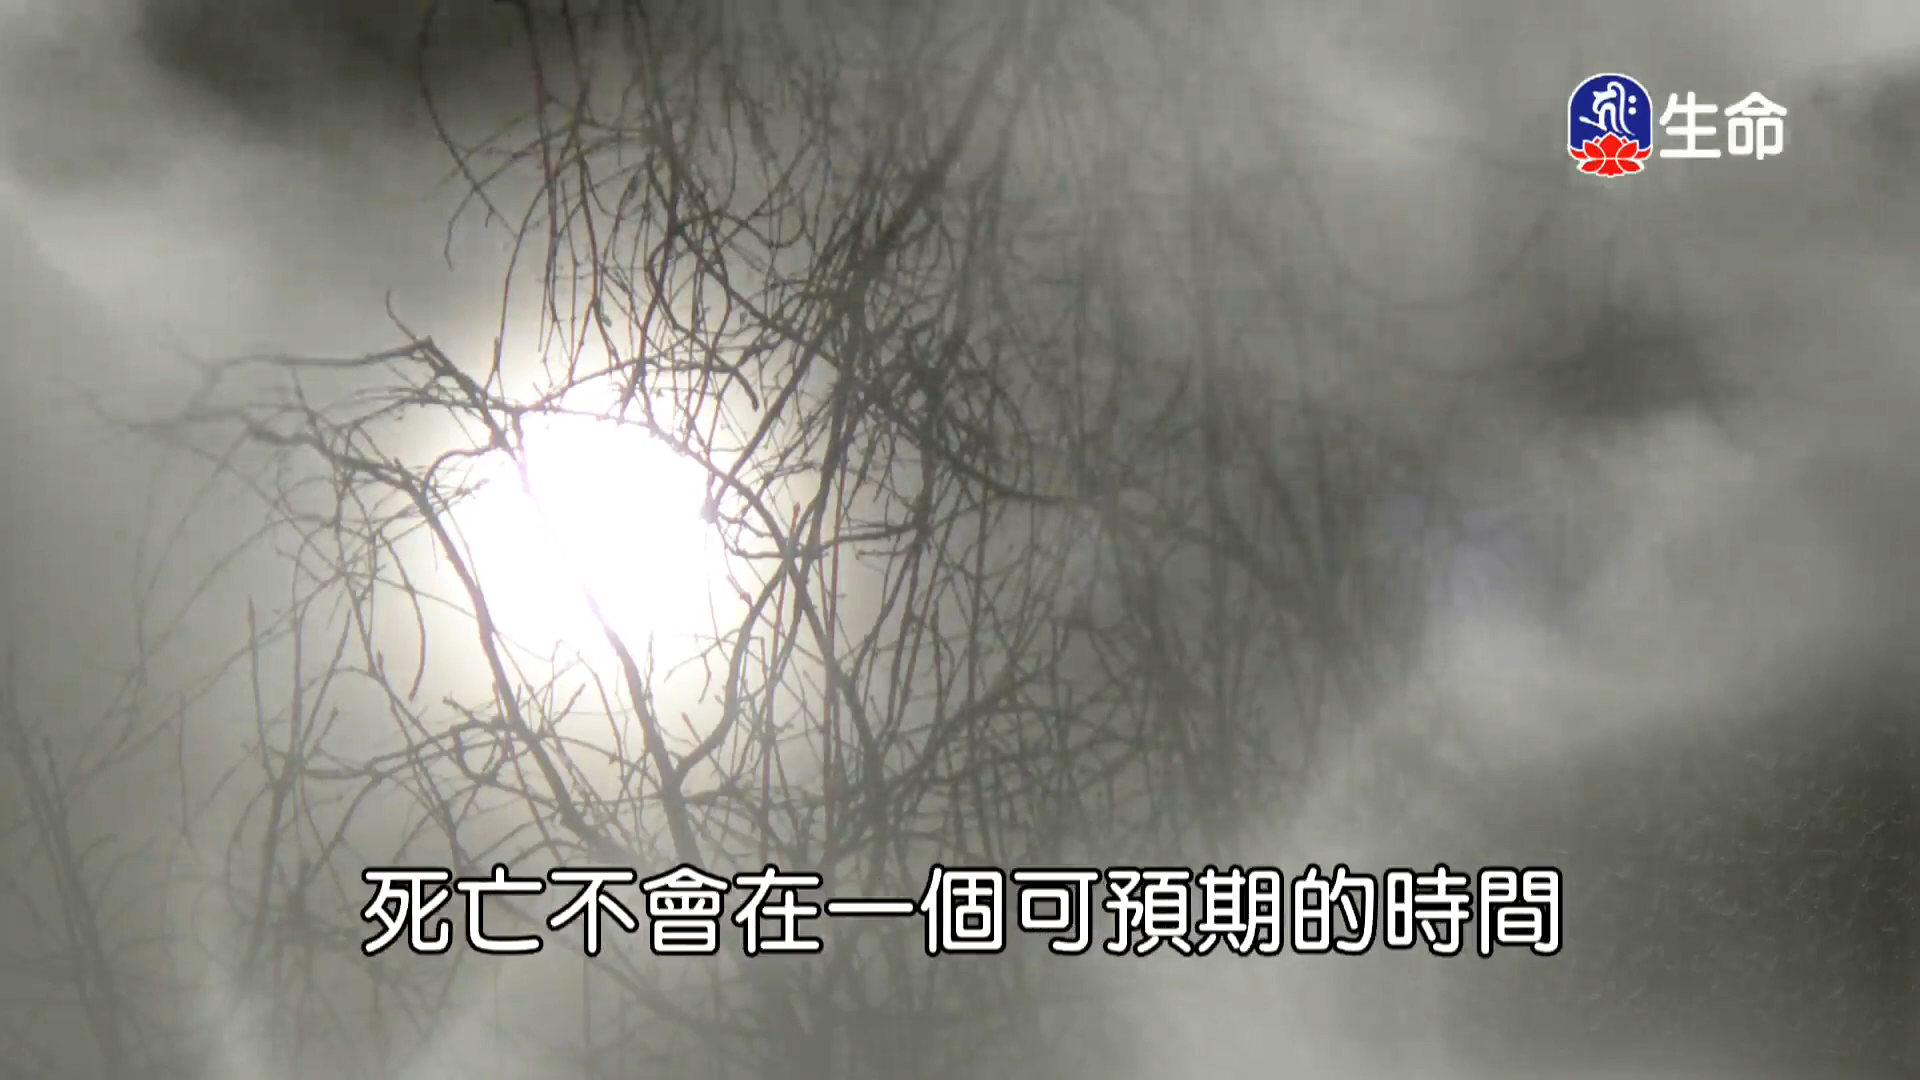 生命
死亡不會在一個可預期的時間